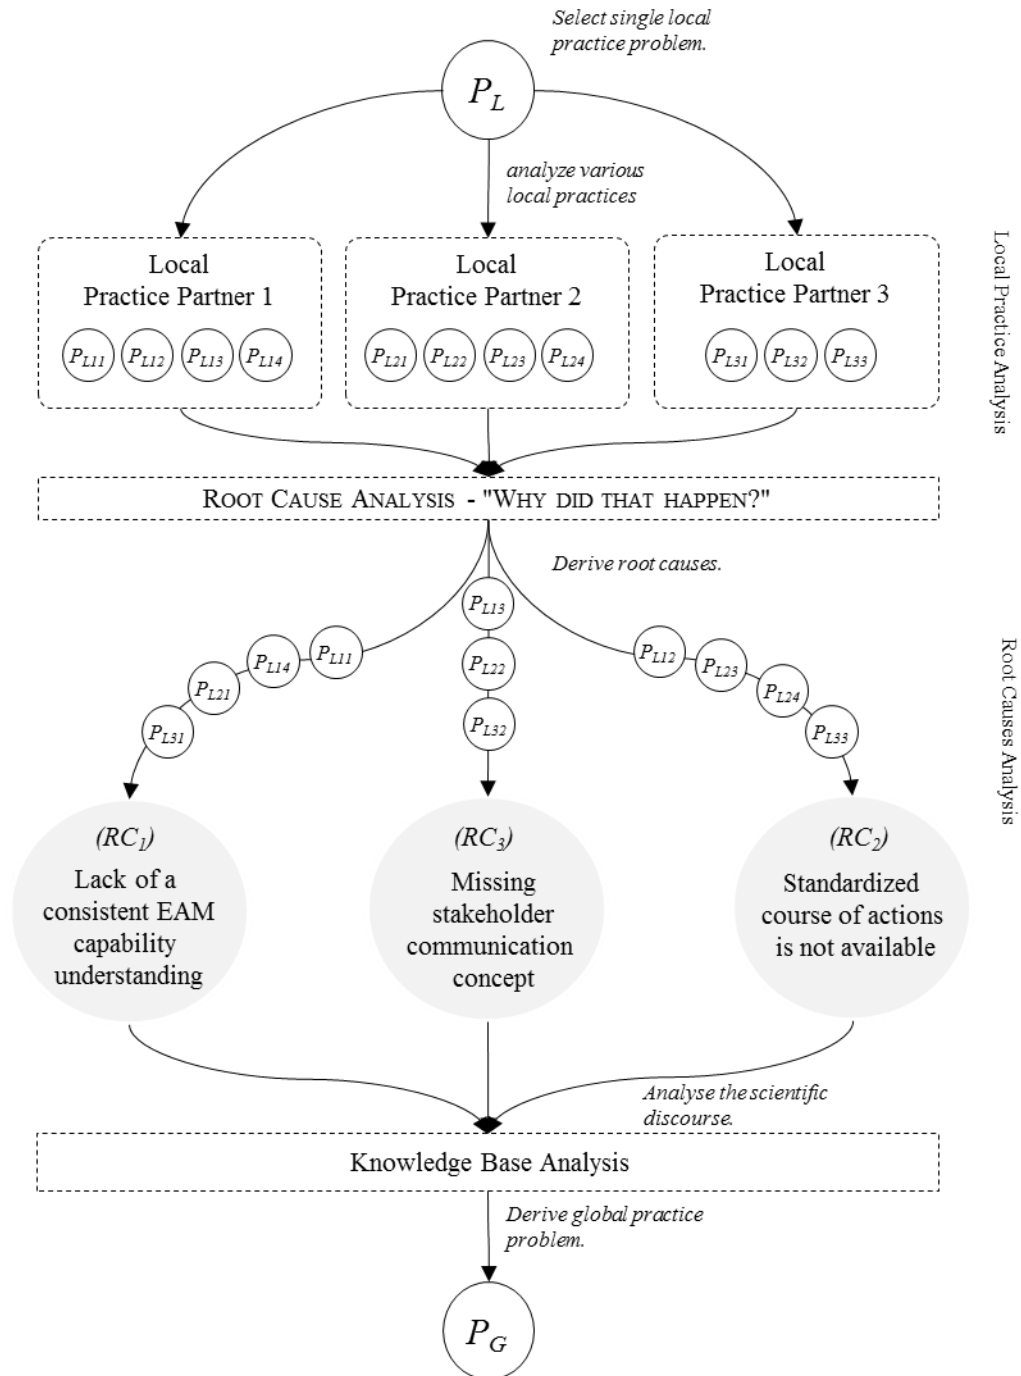 Select single local
practice problem.
P_L
analyze various
local practices
Local
Practice Partner 1
P_L11 P_L12 P_L13 P_L14
Local
Practice Partner 2
P_L21 P_L22 P_L23 P_L24
Local
Practice Partner 3
P_L31 P_L32 P_L33
Local Practice Analysis
ROOT CAUSE ANALYSIS - "WHY DID THAT HAPPEN?"
Derive root causes.
P_L31 P_L21 P_L14 P_L11
P_L13
P_L22
P_L32
P_L12 P_L23 P_L24 P_L33
Root Causes Analysis
(RC_1)
Lack of a
consistent EAM
capability
understanding
(RC_3)
Missing
stakeholder
communication
concept
(RC_2)
Standardized
course of actions
is not available
Analyse the scientific
discourse.
Knowledge Base Analysis
Derive global practice
problem.
P_G